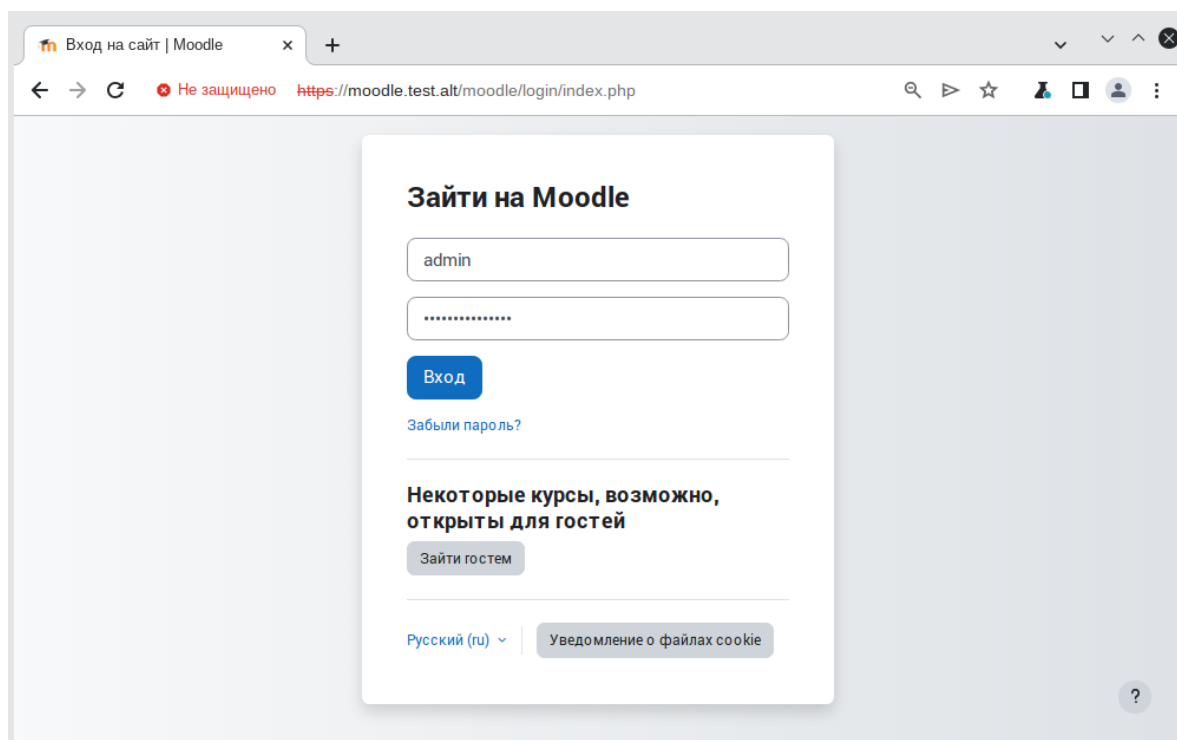 Вход на сайт | Moodle
Не защищено https://moodle.test.alt/moodle/login/index.php
Зайти на Moodle
admin
•••••••••••••••
Вход
Забыли пароль?
Некоторые курсы, возможно,
открыты для гостей
Зайти гостем
Русский (ru)
Уведомление о файлах cookie
?